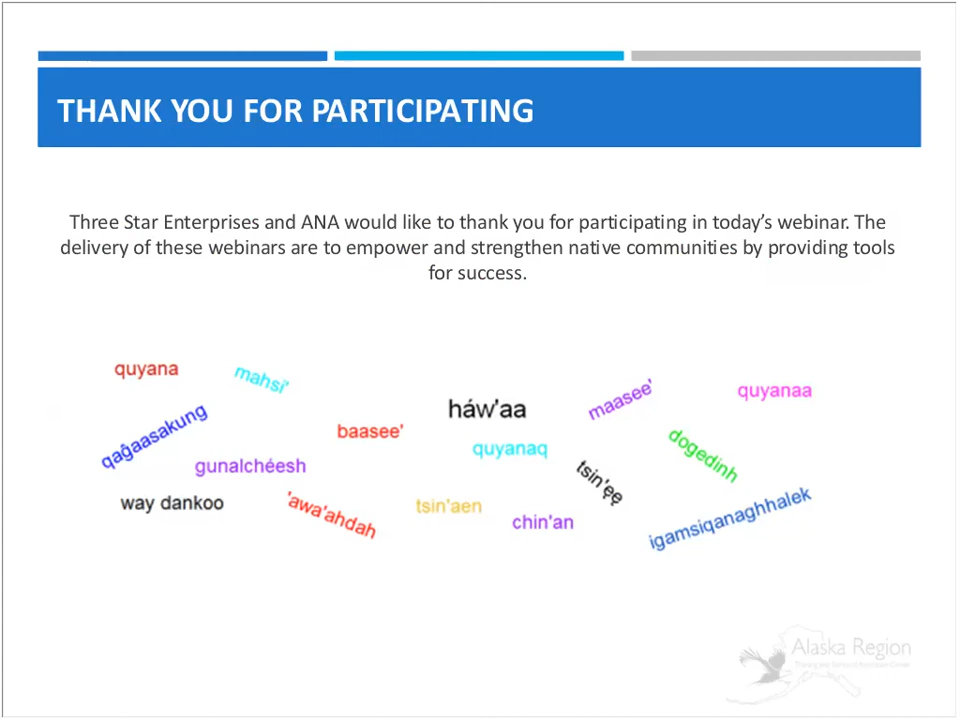 THANK YOU FOR PARTICIPATING
Three Star Enterprises and ANA would like to thank you for participating in today’s webinar. The
delivery of these webinars are to empower and strengthen native communities by providing tools
for success.
quyana
mahsi'
háw'aa
maasee'
quyanaa
qaĝaasakung
baasee'
quyanaq
dogedinh
gunalchéesh
tsin'ęę
way dankoo
'awa'ahdah
tsin'aen
chin'an
igamsiqanaghhalek
Alaska Region